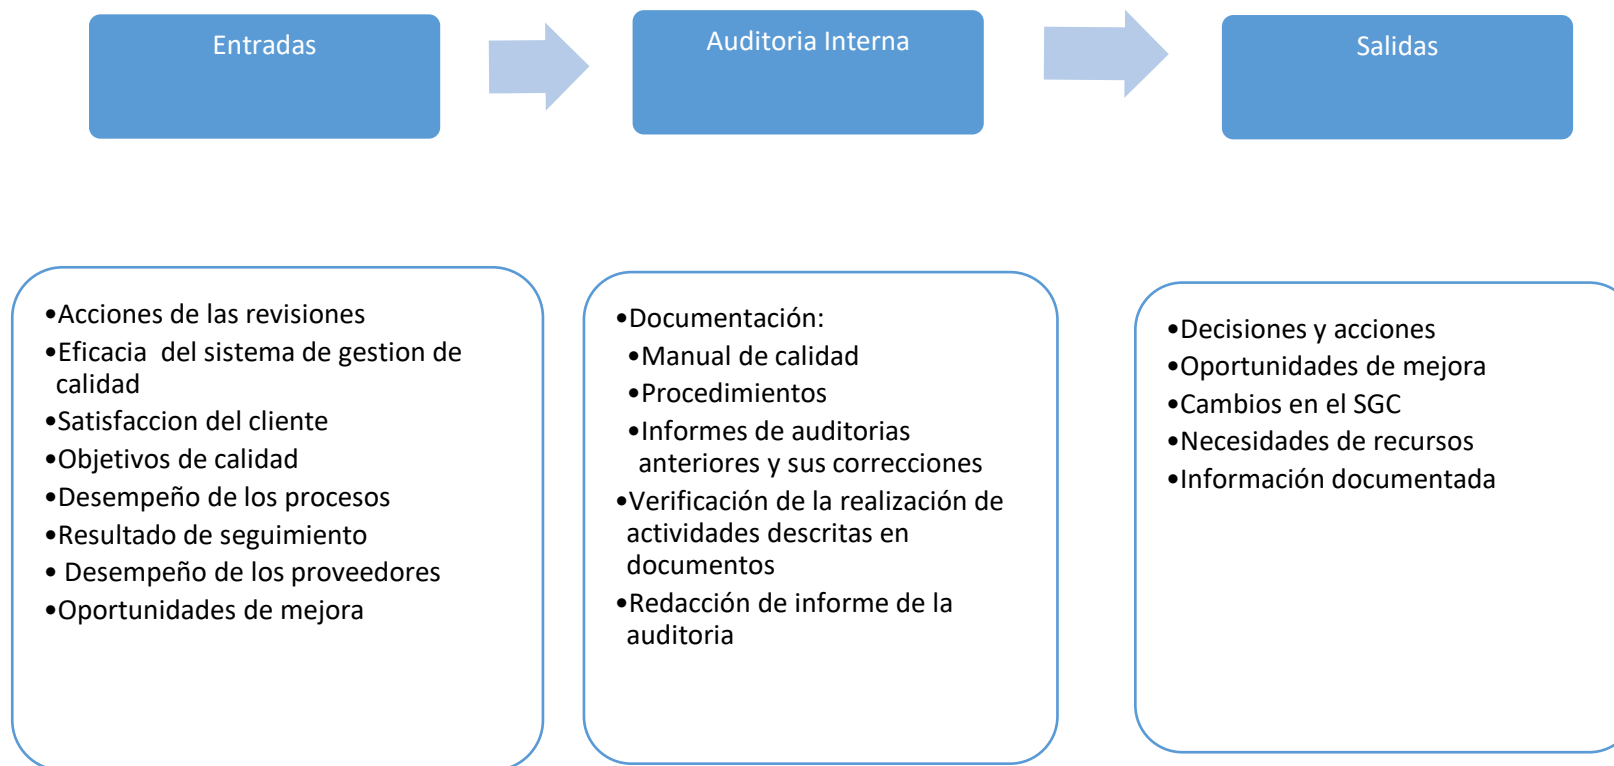 Entradas
Auditoria Interna
Salidas
•Acciones de las revisiones
•Eficacia  del sistema de gestion de
calidad
•Satisfaccion del cliente
•Objetivos de calidad
•Desempeño de los procesos
•Resultado de seguimiento
• Desempeño de los proveedores
•Oportunidades de mejora
•Documentación:
•Manual de calidad
•Procedimientos
•Informes de auditorias
anteriores y sus correcciones
•Verificación de la realización de
actividades descritas en
documentos
•Redacción de informe de la
auditoria
•Decisiones y acciones
•Oportunidades de mejora
•Cambios en el SGC
•Necesidades de recursos
•Información documentada